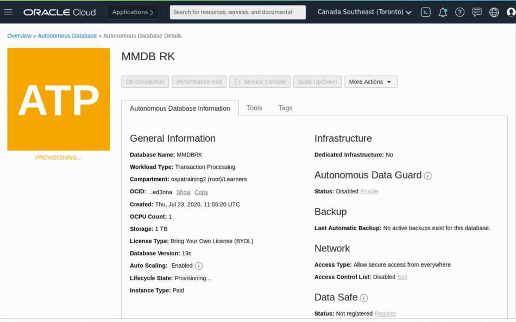 ORACLE Cloud
Applications >
Search for resources, services, and documentat
Canada Southeast (Toronto)
Overview » Autonomous Database » Autonomous Database Details
ATP
PROVISIONING...
MMDB RK
DB Connection
Performance Hub
Service Console
Scale Up/Down
More Actions
Autonomous Database Information
Tools
Tags
General Information
Database Name: MMDBRK
Workload Type: Transaction Processing
Compartment: ospatraining2 (root)/Learners
OCID: ...ed3nna Show Copy
Created: Thu, Jul 23, 2020, 11:55:20 UTC
OCPU Count: 1
Storage: 1 TB
License Type: Bring Your Own License (BYOL)
Database Version: 19c
Auto Scaling: Enabled
Lifecycle State: Provisioning...
Instance Type: Paid
Infrastructure
Dedicated Infrastructure: No
Autonomous Data Guard
Status: Disabled Enable
Backup
Last Automatic Backup: No active backups exist for this database.
Network
Access Type: Allow secure access from everywhere
Access Control List: Disabled Edit
Data Safe
Status: Not registered Register